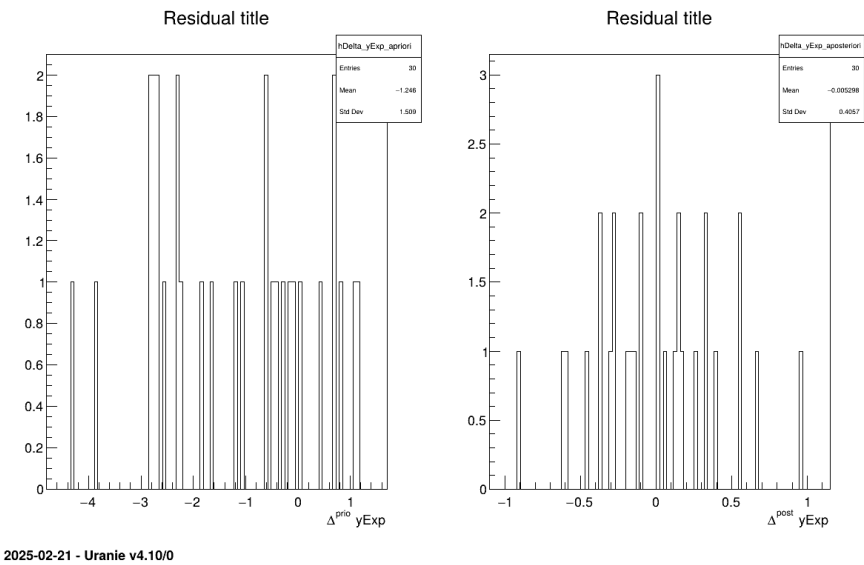 Residual title
hDelta_yExp_apriori
Entries 30
Mean −1.246
Std Dev 1.509
2
1.8
1.6
1.4
1.2
1
0.8
0.6
0.4
0.2
0
−4 −3 −2 −1 0 1
Δprio yExp
Residual title
hDelta_yExp_aposteriori
Entries 30
Mean −0.005298
Std Dev 0.4057
3
2.5
2
1.5
1
0.5
0
−1 −0.5 0 0.5 1
Δpost yExp
2025-02-21 - Uranie v4.10/0